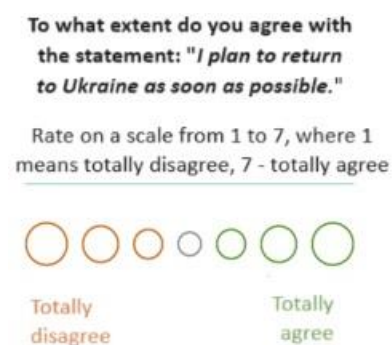 To what extent do you agree with
the statement: "I plan to return
to Ukraine as soon as possible."
Rate on a scale from 1 to 7, where 1
means totally disagree, 7 - totally agree
Totally
disagree
Totally
agree